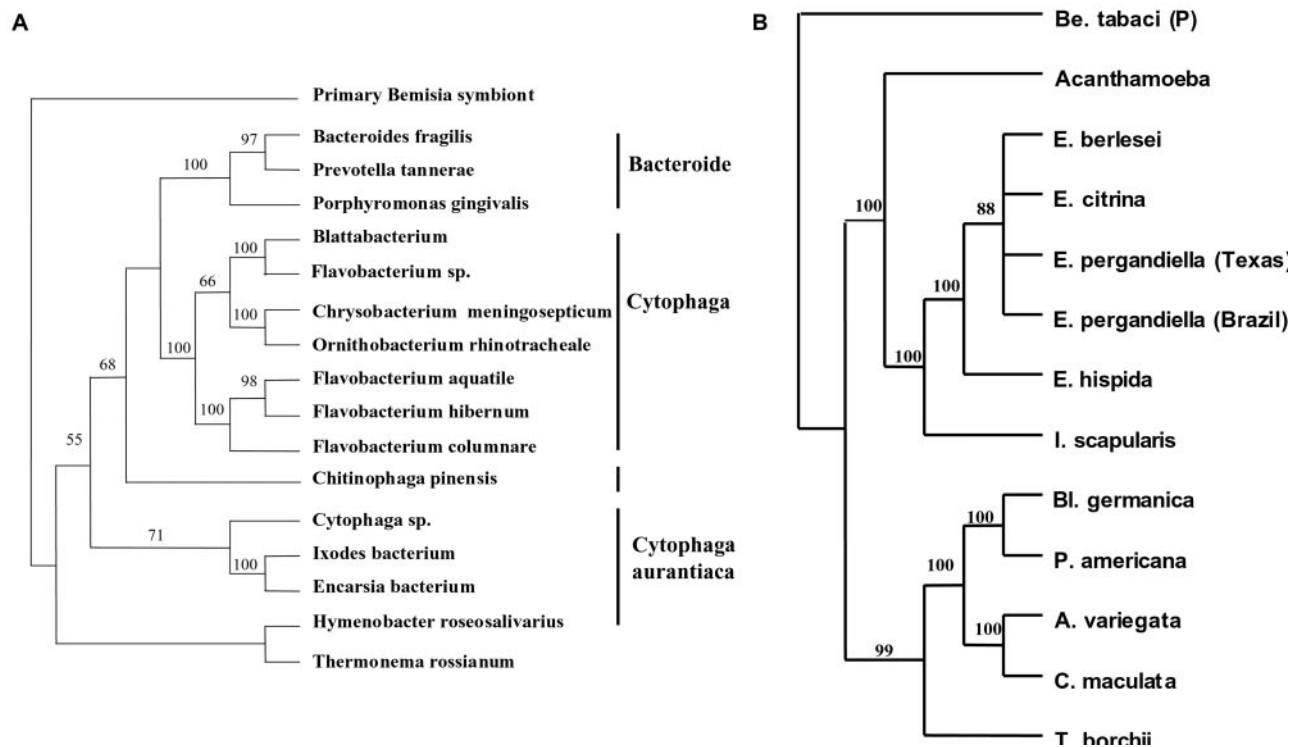 A
Primary Bemisia symbiont
97
Bacteroides fragilis
100
Prevotella tannerae
Bacteroide
Porphyromonas gingivalis
Blattabacterium
100
66
Flavobacterium sp.
Cytophaga
100
Chrysobacterium meningosepticum
100
Ornithobacterium rhinotracheale
68
98
Flavobacterium aquatile
100
Flavobacterium hibernum
55
Flavobacterium columnare
Chitinophaga pinensis
71
Cytophaga sp.
Cytophaga
aurantiaca
100
Ixodes bacterium
Encarsia bacterium
Hymenobacter roseosalivarius
Thermonema rossianum
B
Be. tabaci (P)
Acanthamoeba
E. berlesei
100
88
E. citrina
E. pergandiella (Texas)
100
E. pergandiella (Brazil)
100
E. hispida
I. scapularis
Bl. germanica
100
P. americana
100
A. variegata
100
99
C. maculata
T. borchii